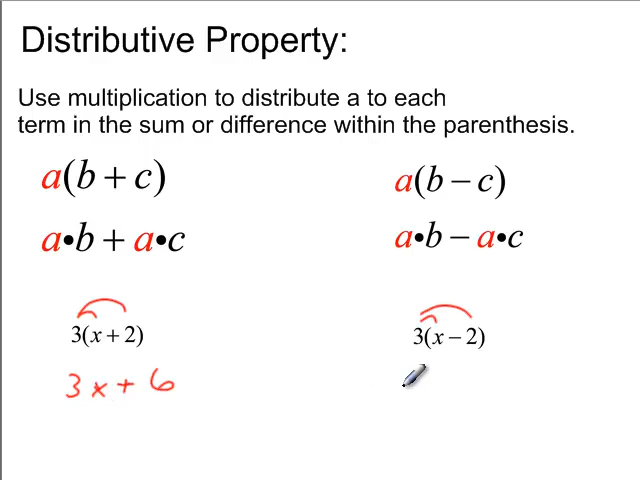 Distributive Property:
Use multiplication to distribute a to each
term in the sum or difference within the parenthesis.
a(b + c)
a•b + a•c
3(x + 2)
3x + 6
a(b − c)
a•b − a•c
3(x − 2)